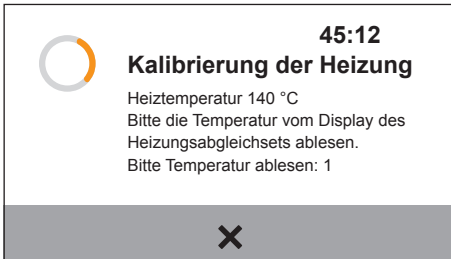 45:12
Kalibrierung der Heizung
Heiztemperatur 140 °C
Bitte die Temperatur vom Display des
Heizungsabgleichsets ablesen.
Bitte Temperatur ablesen: 1